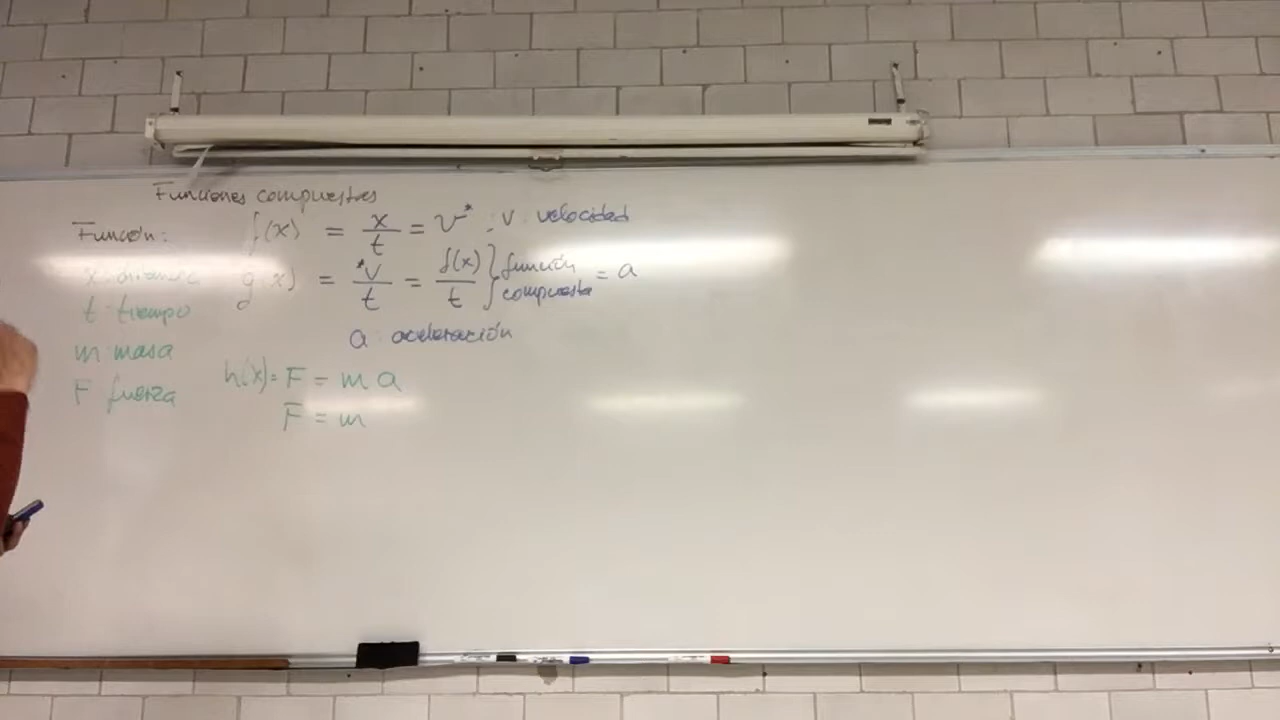 Funciones compuestas
Función: f(x) = x/t = v* ; v: velocidad
x: distancia g(x) = *v/t = f(x)/t } función compuesta = a
t: tiempo
a: aceleración
m: masa
h(x) = F = m a
F fuerza
F = m